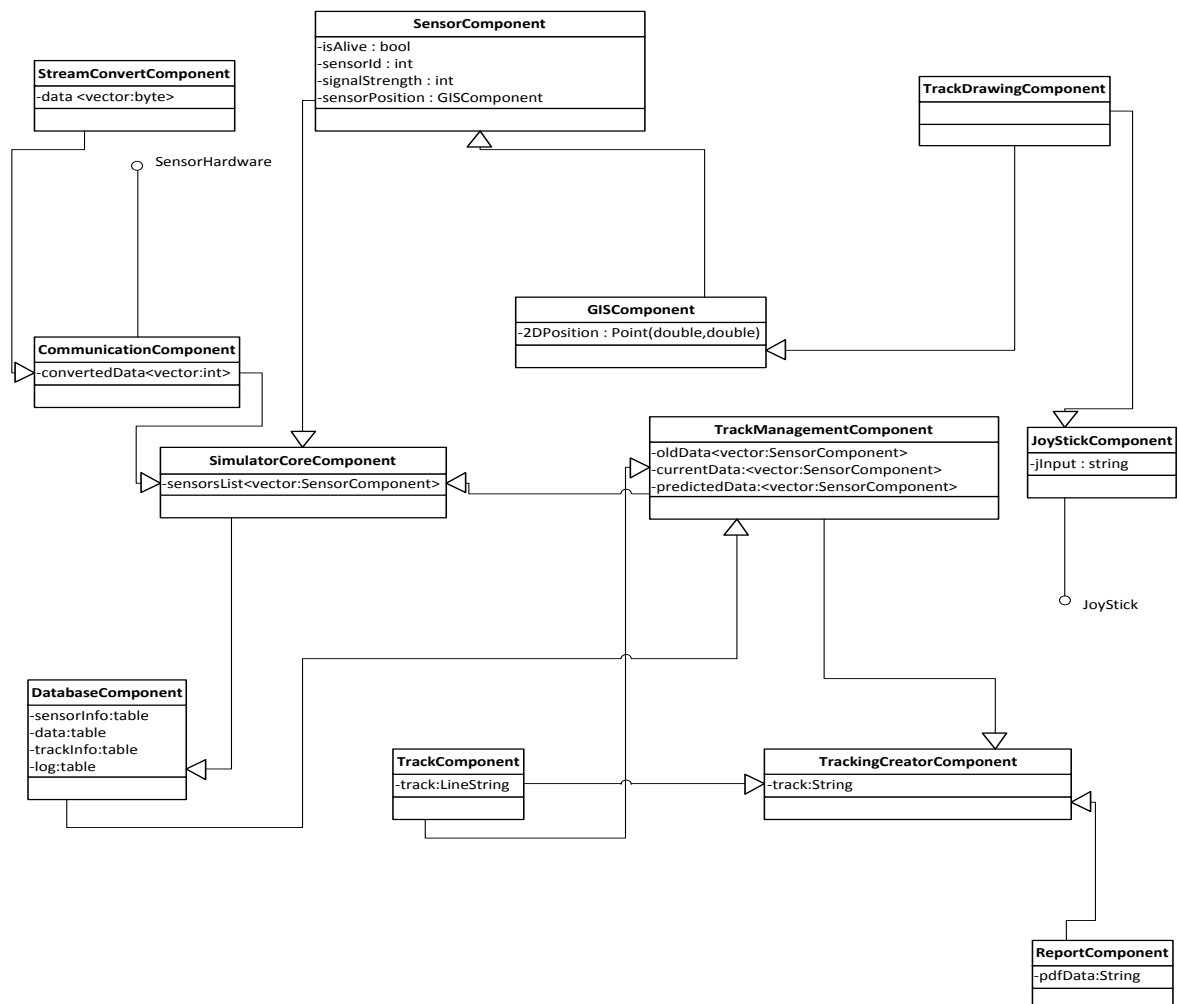 SensorComponent
-isAlive : bool
-sensorId : int
-signalStrength : int
-sensorPosition : GISComponent
StreamConvertComponent
-data <vector:byte>
TrackDrawingComponent
SensorHardware
GISComponent
-2DPosition : Point(double,double)
CommunicationComponent
-convertedData<vector:int>
SimulatorCoreComponent
-sensorsList<vector:SensorComponent>
TrackManagementComponent
-oldData<vector:SensorComponent>
-currentData:<vector:SensorComponent>
-predictedData:<vector:SensorComponent>
JoyStickComponent
-jInput : string
JoyStick
DatabaseComponent
-sensorInfo:table
-data:table
-trackInfo:table
-log:table
TrackComponent
-track:LineString
TrackingCreatorComponent
-track:String
ReportComponent
-pdfData:String